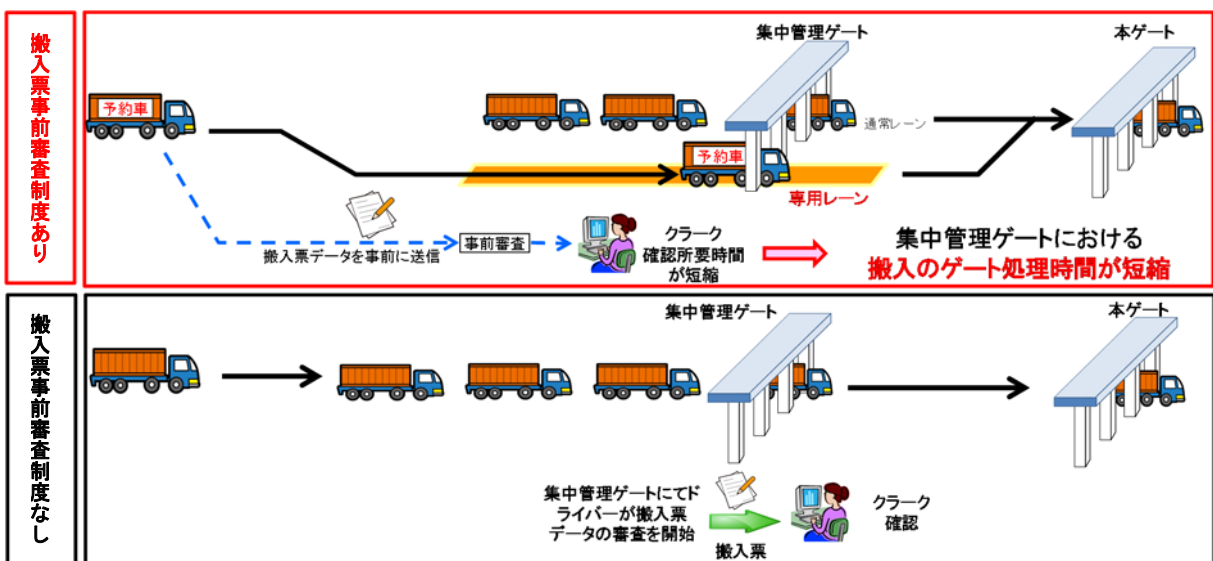 搬入票事前審査制度あり
集中管理ゲート
本ゲート
予約車
通常レーン
予約車
専用レーン
搬入票データを事前に送信
事前審査
クラーク
確認所要時間
が短縮
集中管理ゲートにおける
搬入のゲート処理時間が短縮
搬入票事前審査制度なし
集中管理ゲート
本ゲート
集中管理ゲートにてド
ライバーが搬入票
データの審査を開始
搬入票
クラーク
確認